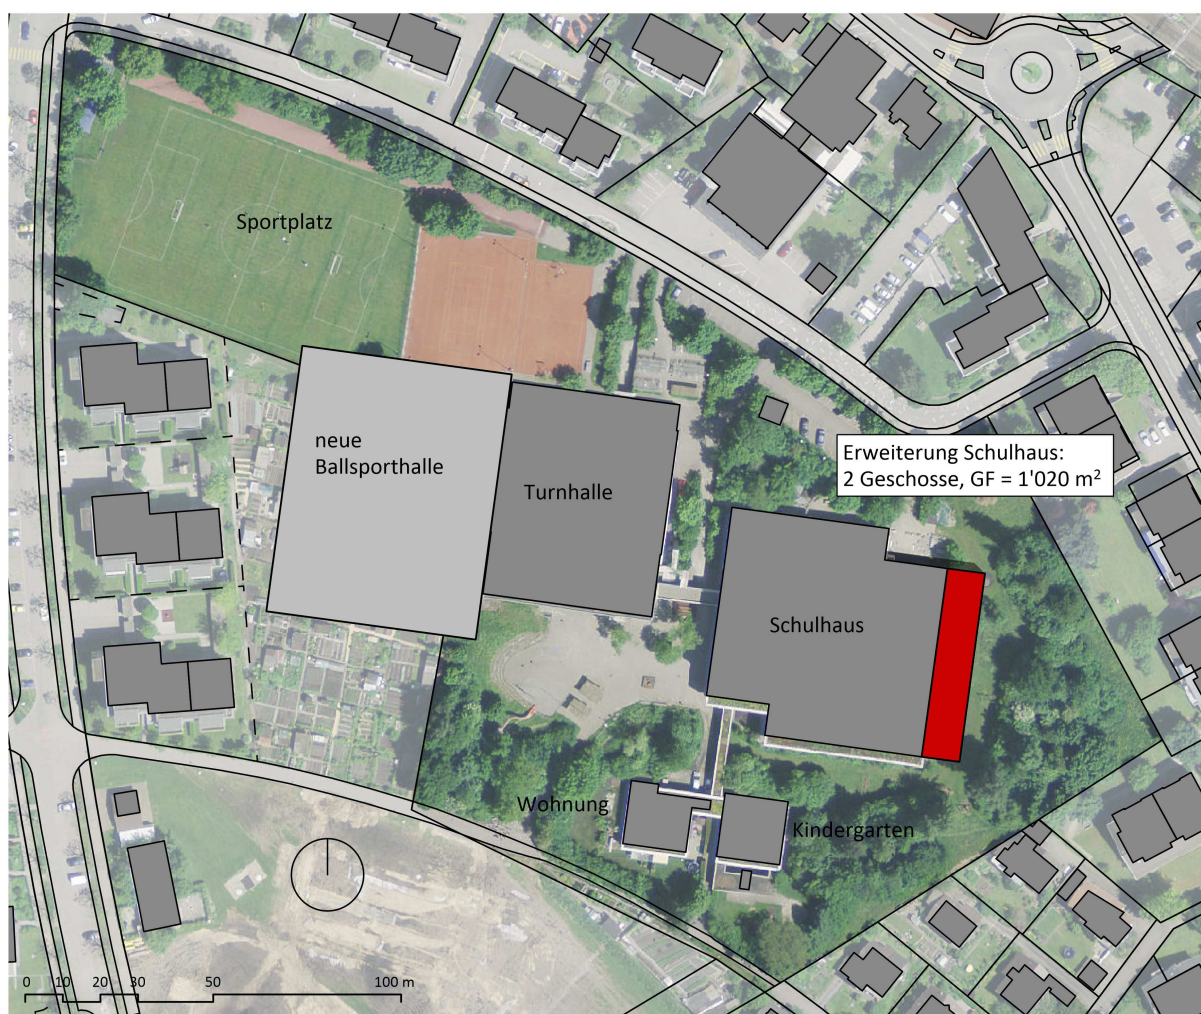 Sportplatz
neue
Ballsporthalle
Turnhalle
Erweiterung Schulhaus:
2 Geschosse, GF = 1'020 m²
Schulhaus
Wohnung
Kindergarten
0 10 20 30 50 100 m